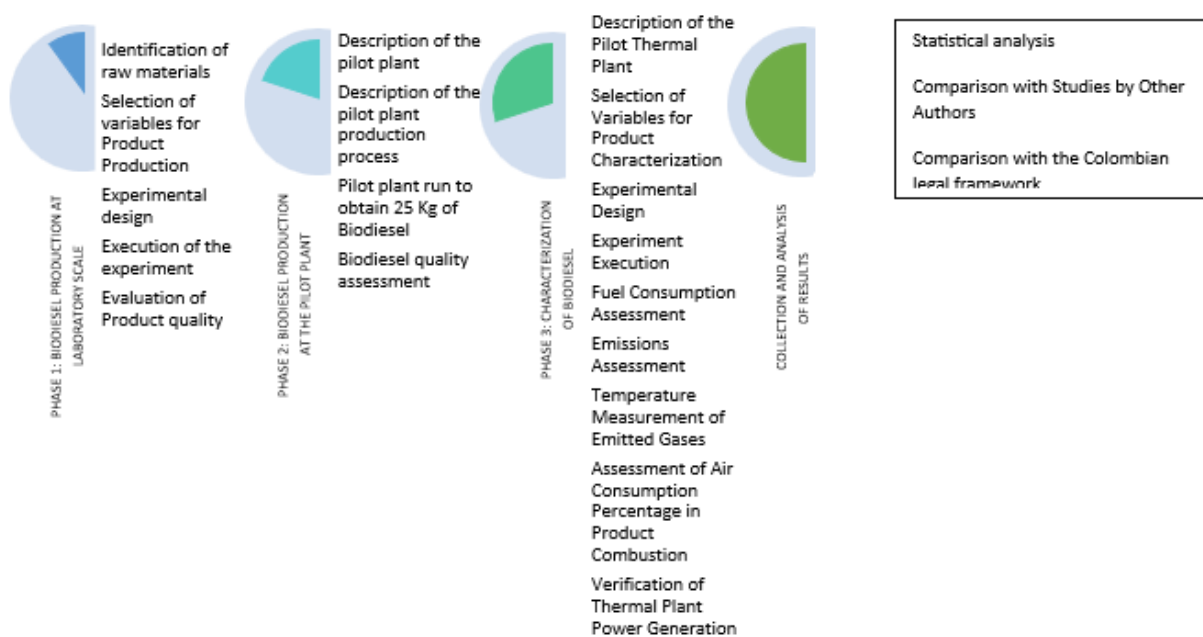 Identification of
raw materials
Selection of
variables for
Product
Production
Experimental
design
Execution of the
experiment
Evaluation of
Product quality
PHASE 1: BIODIESEL PRODUCTION AT
LABORATORY SCALE
Description of the
pilot plant
Description of the
pilot plant
production
process
Pilot plant run to
obtain 25 Kg of
Biodiesel
Biodiesel quality
assessment
PHASE 2: BIODIESEL PRODUCTION
AT THE PILOT PLANT
Description of the
Pilot Thermal
Plant
Selection of
Variables for
Product
Characterization
Experimental
Design
Experiment
Execution
Fuel Consumption
Assessment
Emissions
Assessment
Temperature
Measurement of
Emitted Gases
Assessment of Air
Consumption
Percentage in
Product
Combustion
Verification of
Thermal Plant
Power Generation
PHASE 3: CHARACTERIZATION
OF BIODIESEL
COLLECTION AND ANALYSIS
OF RESULTS
Statistical analysis
Comparison with Studies by Other
Authors
Comparison with the Colombian
legal framework